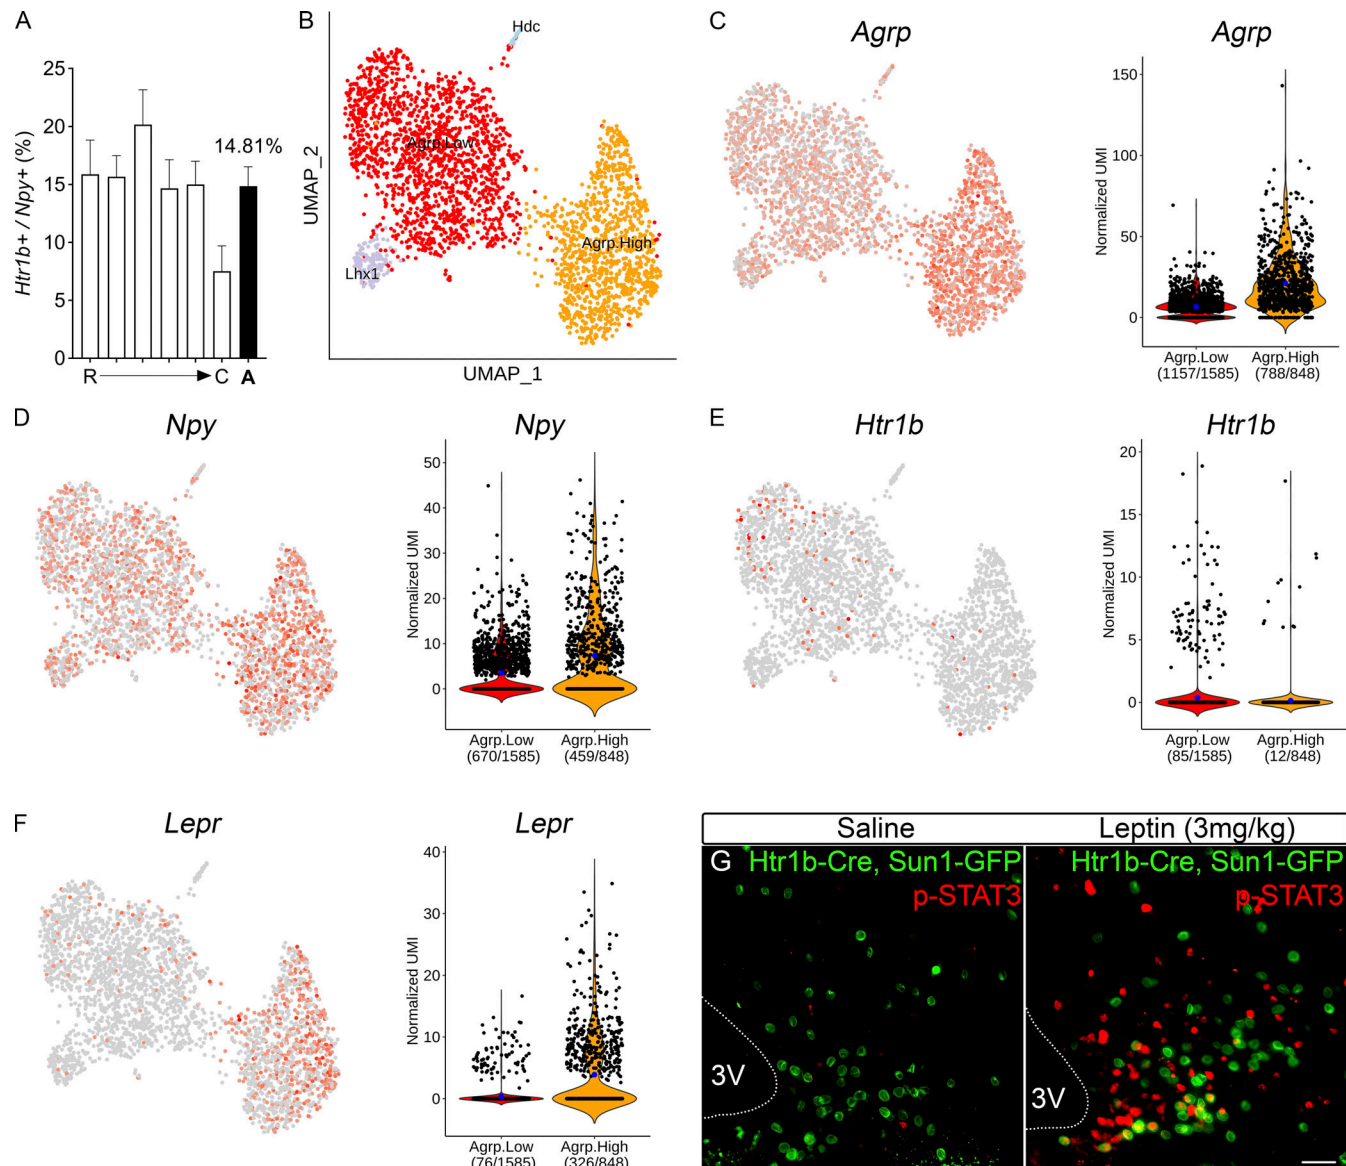 A
Htr1b+ / Npy+ (%)
25
20
15
10
5
0
14.81%
R
C
A
B
UMAP_2
UMAP_1
Hdc
Agrp.Low
Agrp.High
Lhx1
C
Agrp
Agrp
Normalized UMI
150
100
50
0
Agrp.Low
(1157/1585)
Agrp.High
(788/848)
D
Npy
Npy
Normalized UMI
50
40
30
20
10
0
Agrp.Low
(670/1585)
Agrp.High
(459/848)
E
Htr1b
Htr1b
Normalized UMI
20
15
10
5
0
Agrp.Low
(85/1585)
Agrp.High
(12/848)
F
Lepr
Lepr
Normalized UMI
40
30
20
10
0
Agrp.Low
(76/1585)
Agrp.High
(326/848)
Saline
Leptin (3mg/kg)
G
Htr1b-Cre, Sun1-GFP
p-STAT3
3V
Htr1b-Cre, Sun1-GFP
p-STAT3
3V